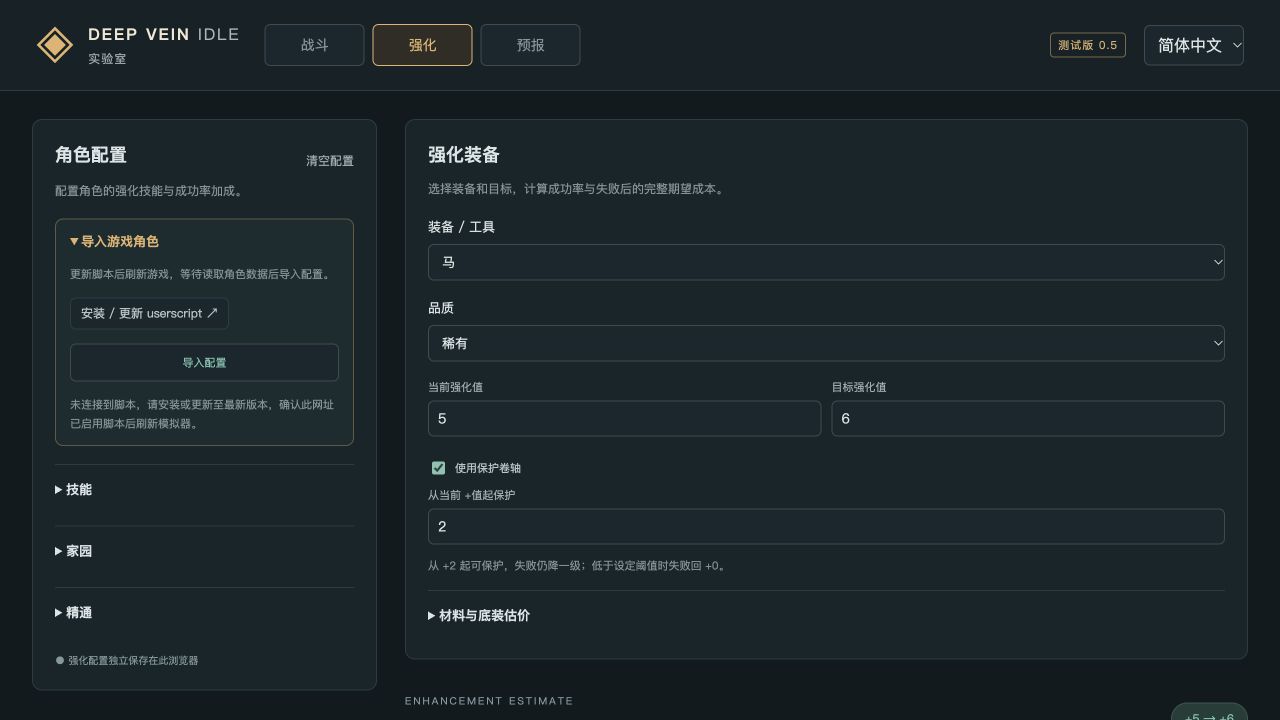 DEEP VEIN IDLE
实验室
战斗
强化
预报
测试版 0.5
简体中文
角色配置
清空配置
配置角色的强化技能与成功率加成。
▼导入游戏角色
更新脚本后刷新游戏，等待读取角色数据后导入配置。
安装 / 更新 userscript ↗
导入配置
未连接到脚本，请安装或更新至最新版本，确认此网址
已启用脚本后刷新模拟器。
▶ 技能
▶ 家园
▶ 精通
● 强化配置独立保存在此浏览器
强化装备
选择装备和目标，计算成功率与失败后的完整期望成本。
装备 / 工具
马
品质
稀有
当前强化值
目标强化值
5
6
使用保护卷轴
从当前 +值起保护
2
从 +2 起可保护，失败仍降一级；低于设定阈值时失败回 +0。
▶ 材料与底装估价
ENHANCEMENT ESTIMATE
+5 → +6